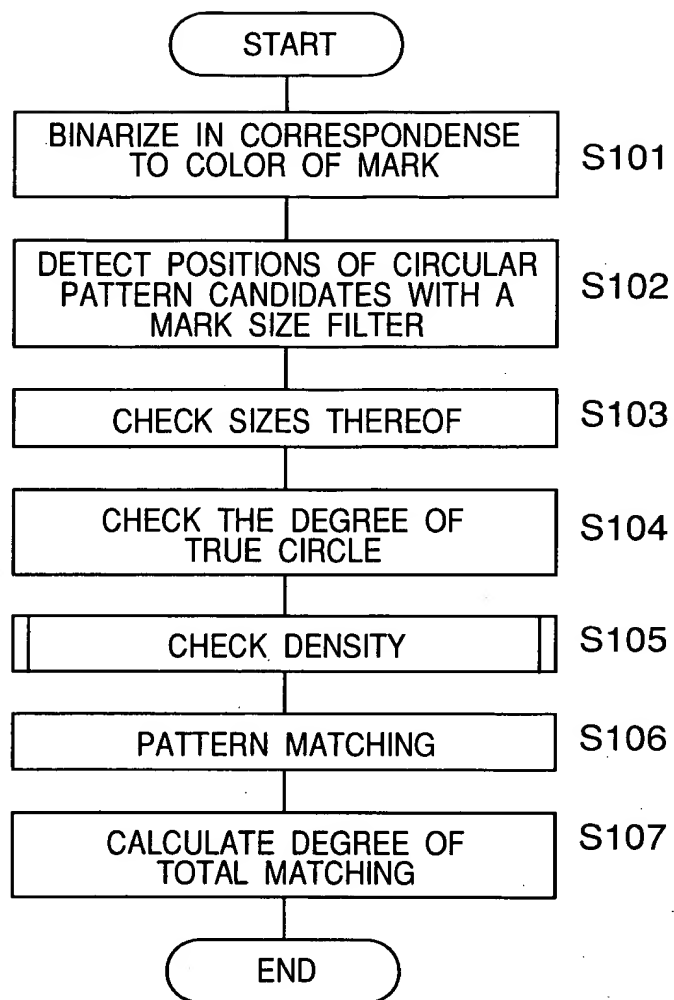 START
BINARIZE IN CORRESPONDENSE
TO COLOR OF MARK
S101
DETECT POSITIONS OF CIRCULAR
PATTERN CANDIDATES WITH A
MARK SIZE FILTER
S102
CHECK SIZES THEREOF
S103
CHECK THE DEGREE OF
TRUE CIRCLE
S104
CHECK DENSITY
S105
PATTERN MATCHING
S106
CALCULATE DEGREE OF
TOTAL MATCHING
S107
END